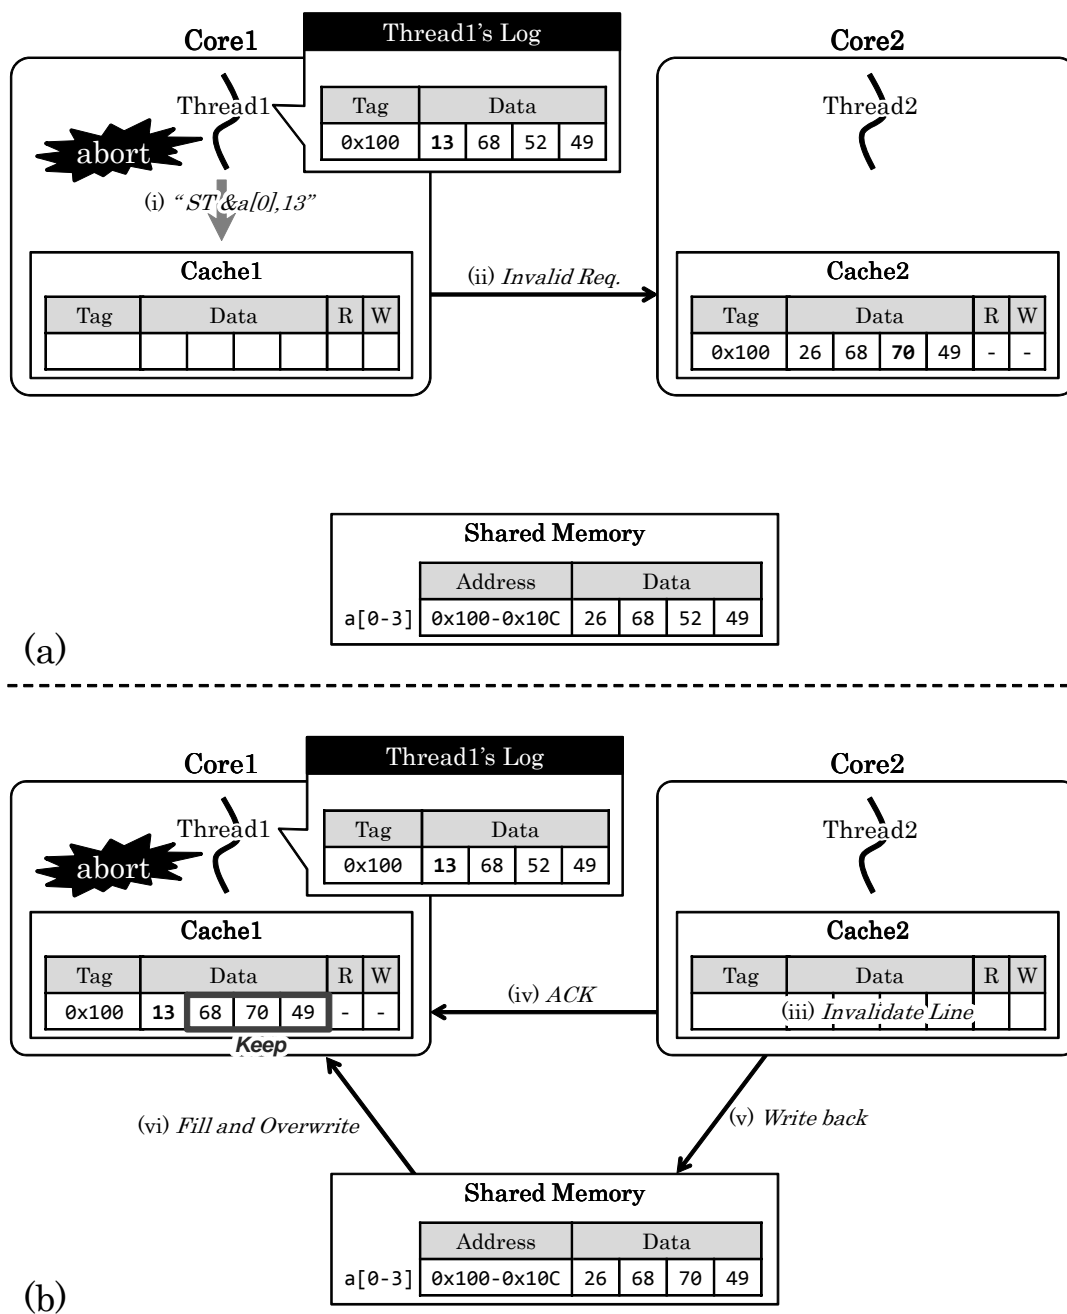 Core1
Thread1's Log
Core2
Tag Data
0x100 13 68 52 49
Thread1
Thread2
abort
(i) “ ST &a[0],13”
Cache1
Tag Data R W
(ii) Invalid Req.
Cache2
Tag Data R W
0x100 26 68 70 49 - -
Shared Memory
Address Data
a[0-3] 0x100-0x10C 26 68 52 49
(a)
Core1
Thread1's Log
Core2
Tag Data
0x100 13 68 52 49
Thread1
Thread2
abort
Cache1
Tag Data R W
0x100 13 68 70 49 - -
Keep
(iv) ACK
Cache2
Tag Data R W
(iii) Invalidate Line
(vi) Fill and Overwrite
(v) Write back
Shared Memory
Address Data
a[0-3] 0x100-0x10C 26 68 70 49
(b)